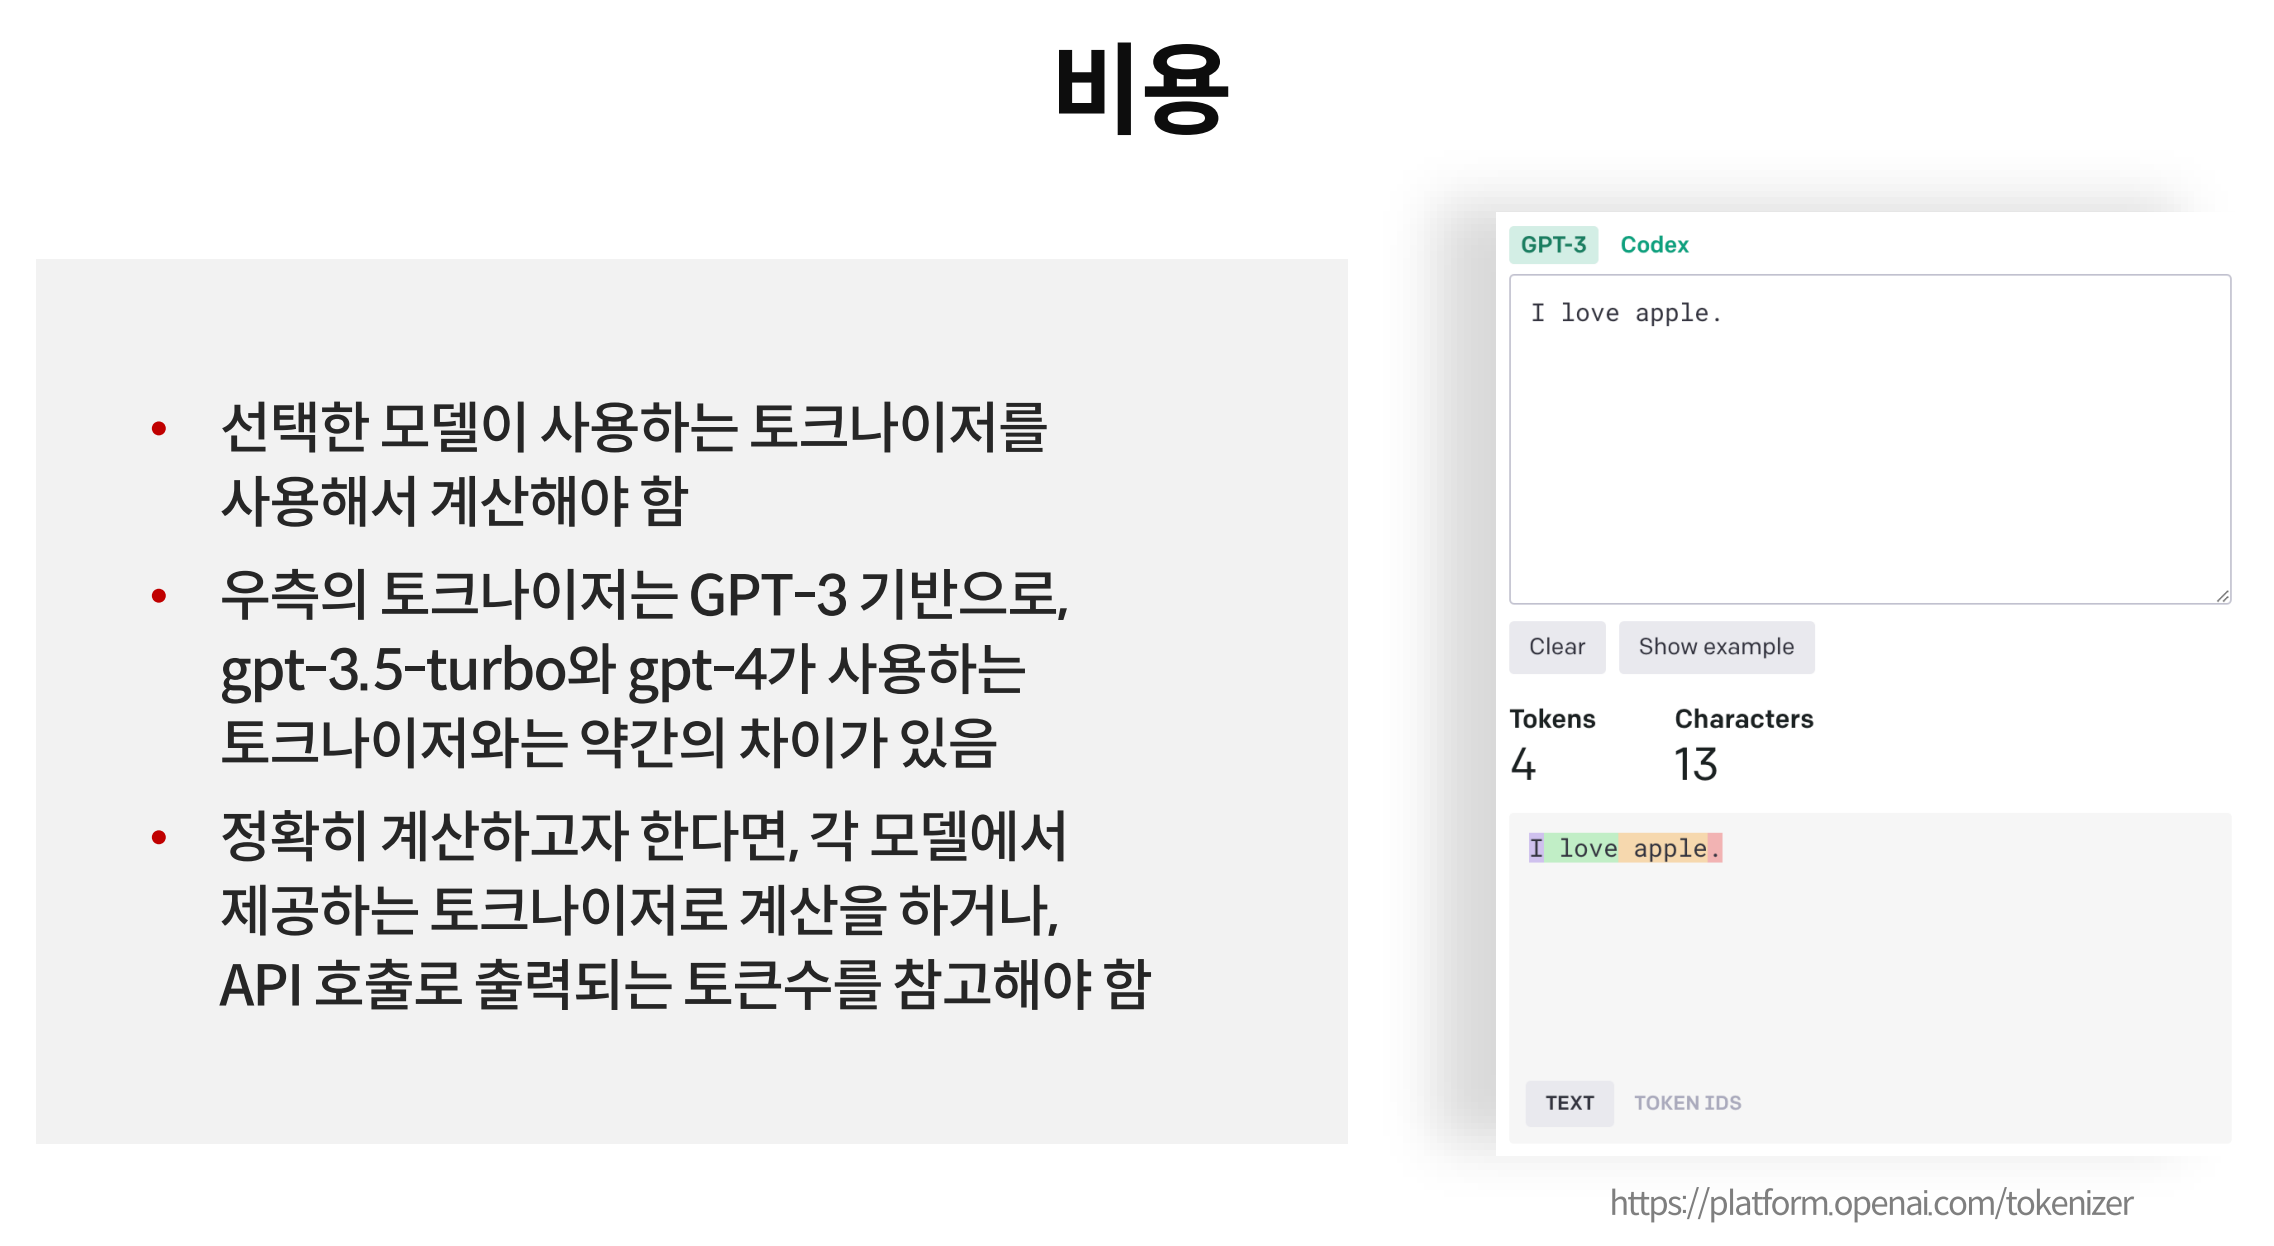 비용
• 선택한 모델이 사용하는 토크나이저를
사용해서 계산해야 함
• 우측의 토크나이저는 GPT-3 기반으로,
gpt-3.5-turbo와 gpt-4가 사용하는
토크나이저와는 약간의 차이가 있음
• 정확히 계산하고자 한다면, 각 모델에서
제공하는 토크나이저로 계산을 하거나,
API 호출로 출력되는 토큰수를 참고해야 함
GPT-3 Codex
I love apple.
Clear Show example
Tokens Characters
4 13
I love apple.
TEXT TOKEN IDS
https://platform.openai.com/tokenizer